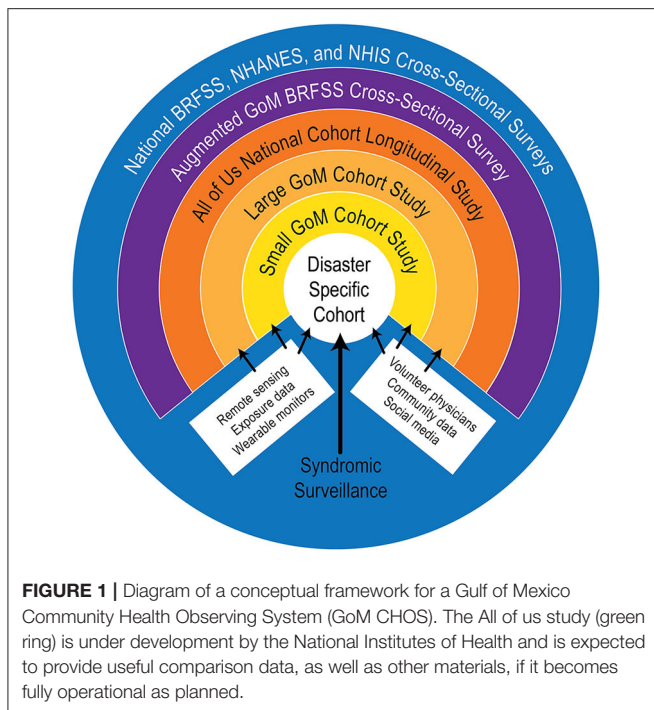 National BRFSS, NHANES, and NHIS Cross-Sectional Surveys
Augmented GoM BRFSS Cross-Sectional Survey
All of Us National Cohort Longitudinal Study
Large GoM Cohort Study
Small GoM Cohort Study
Disaster
Specific
Cohort
Remote sensing
Exposure data
Wearable monitors
Volunteer physicians
Community data
Social media
Syndromic
Surveillance
FIGURE 1 | Diagram of a conceptual framework for a Gulf of Mexico
Community Health Observing System (GoM CHOS). The All of us study (green
ring) is under development by the National Institutes of Health and is expected
to provide useful comparison data, as well as other materials, if it becomes
fully operational as planned.